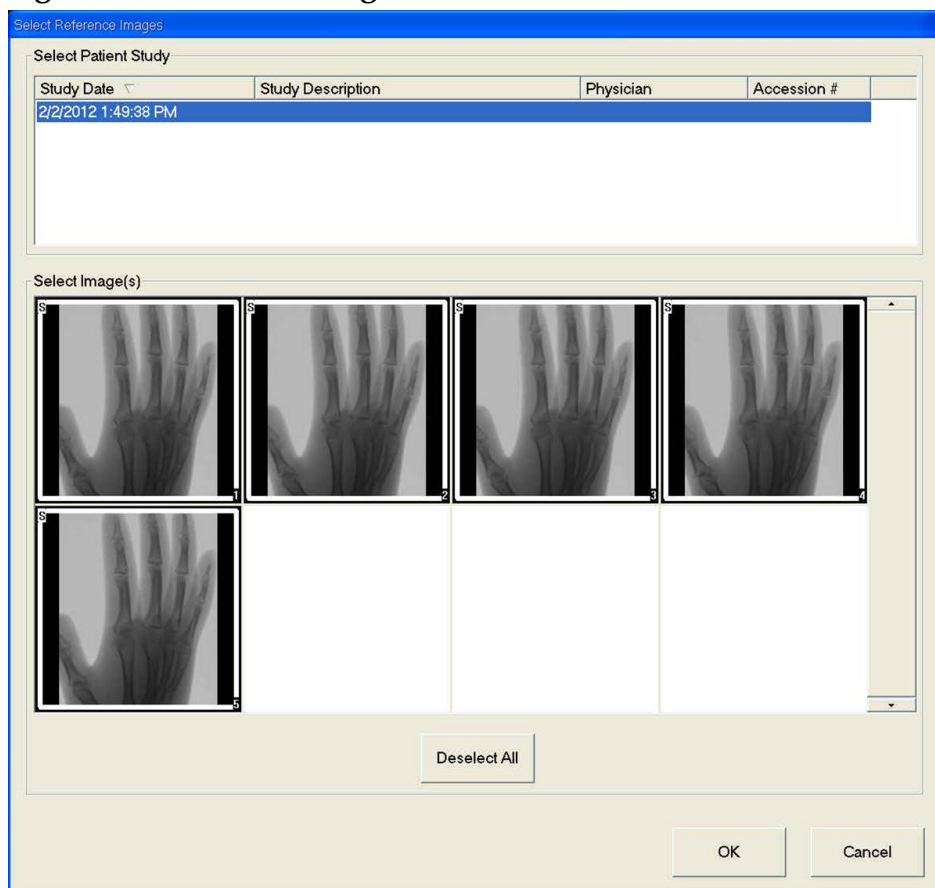 Select Reference Images
Select Patient Study
Study Date Study Description Physician Accession #
2/2/2012 1:49:38 PM
Select Image(s)
S S S S
1 2 3 4
S
5
Deselect All
OK Cancel